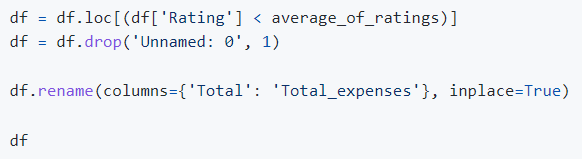 df = df.loc[(df['Rating'] < average_of_ratings)]
df = df.drop('Unnamed: 0', 1)
df.rename(columns={'Total': 'Total_expenses'}, inplace=True)
df